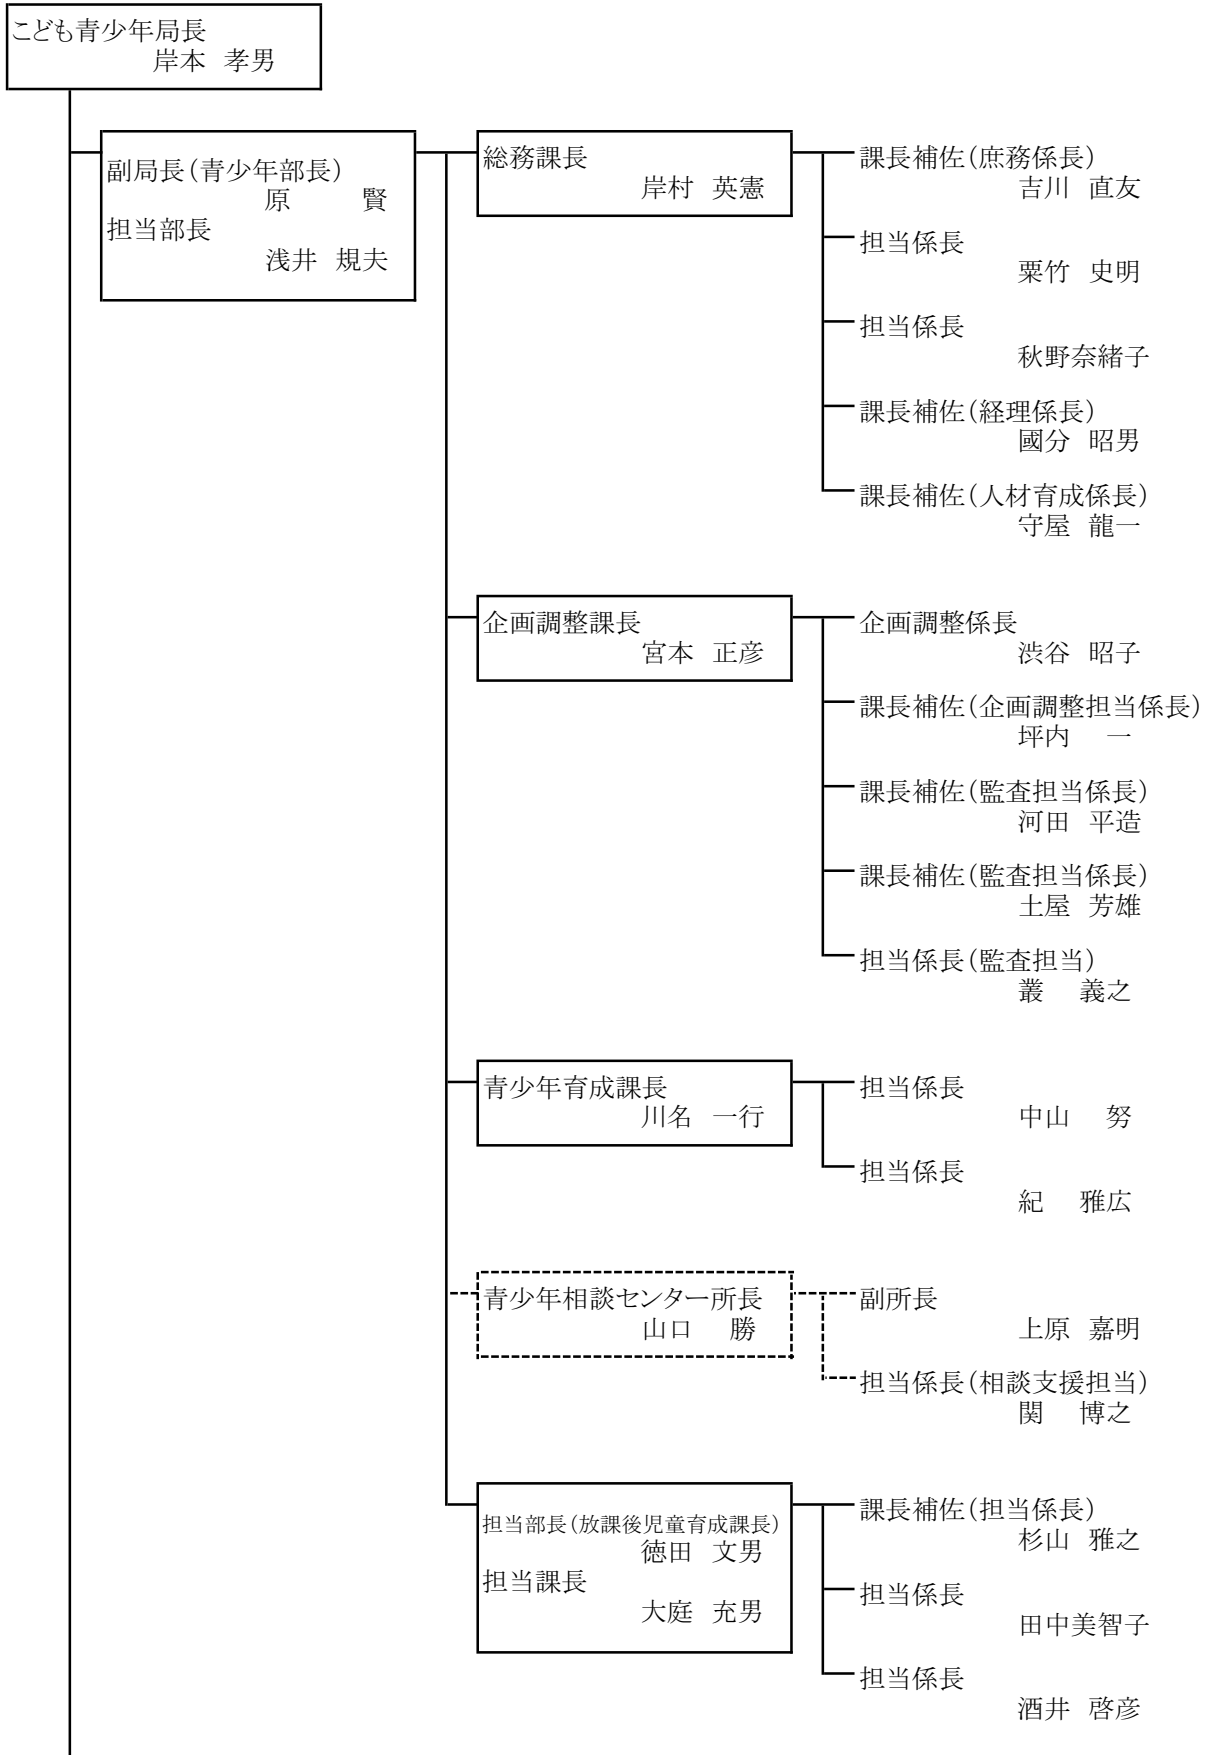 こども青少年局長
岸本 孝男
副局長(青少年部長)
原 賢
担当部長
浅井 規夫
総務課長
岸村 英憲
課長補佐(庶務係長)
吉川 直友
担当係長
粟竹 史明
担当係長
秋野奈緒子
課長補佐(経理係長)
國分 昭男
課長補佐(人材育成係長)
守屋 龍一
企画調整課長
宮本 正彦
企画調整係長
渋谷 昭子
課長補佐(企画調整担当係長)
坪内 一
課長補佐(監査担当係長)
河田 平造
課長補佐(監査担当係長)
土屋 芳雄
担当係長(監査担当)
叢 義之
青少年育成課長
川名 一行
担当係長
中山 努
担当係長
紀 雅広
青少年相談センター所長
山口 勝
副所長
上原 嘉明
担当係長(相談支援担当)
関 博之
担当部長(放課後児童育成課長)
徳田 文男
担当課長
大庭 充男
課長補佐(担当係長)
杉山 雅之
担当係長
田中美智子
担当係長
酒井 啓彦